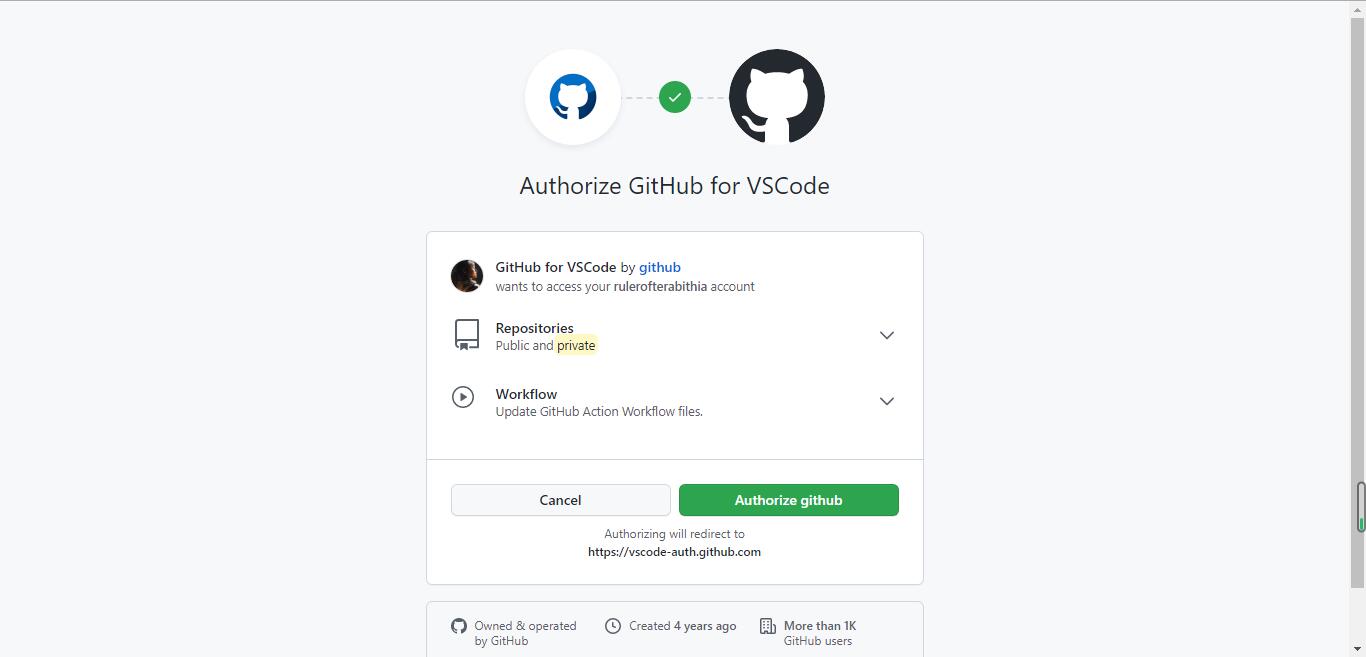 Authorize GitHub for VSCode
GitHub for VSCode by github
wants to access your rulerofterabithia account
Repositories
Public and private
Workflow
Update GitHub Action Workflow files.
Cancel
Authorize github
Authorizing will redirect to
https://vscode-auth.github.com
Owned & operated
by GitHub
Created 4 years ago
More than 1K
GitHub users